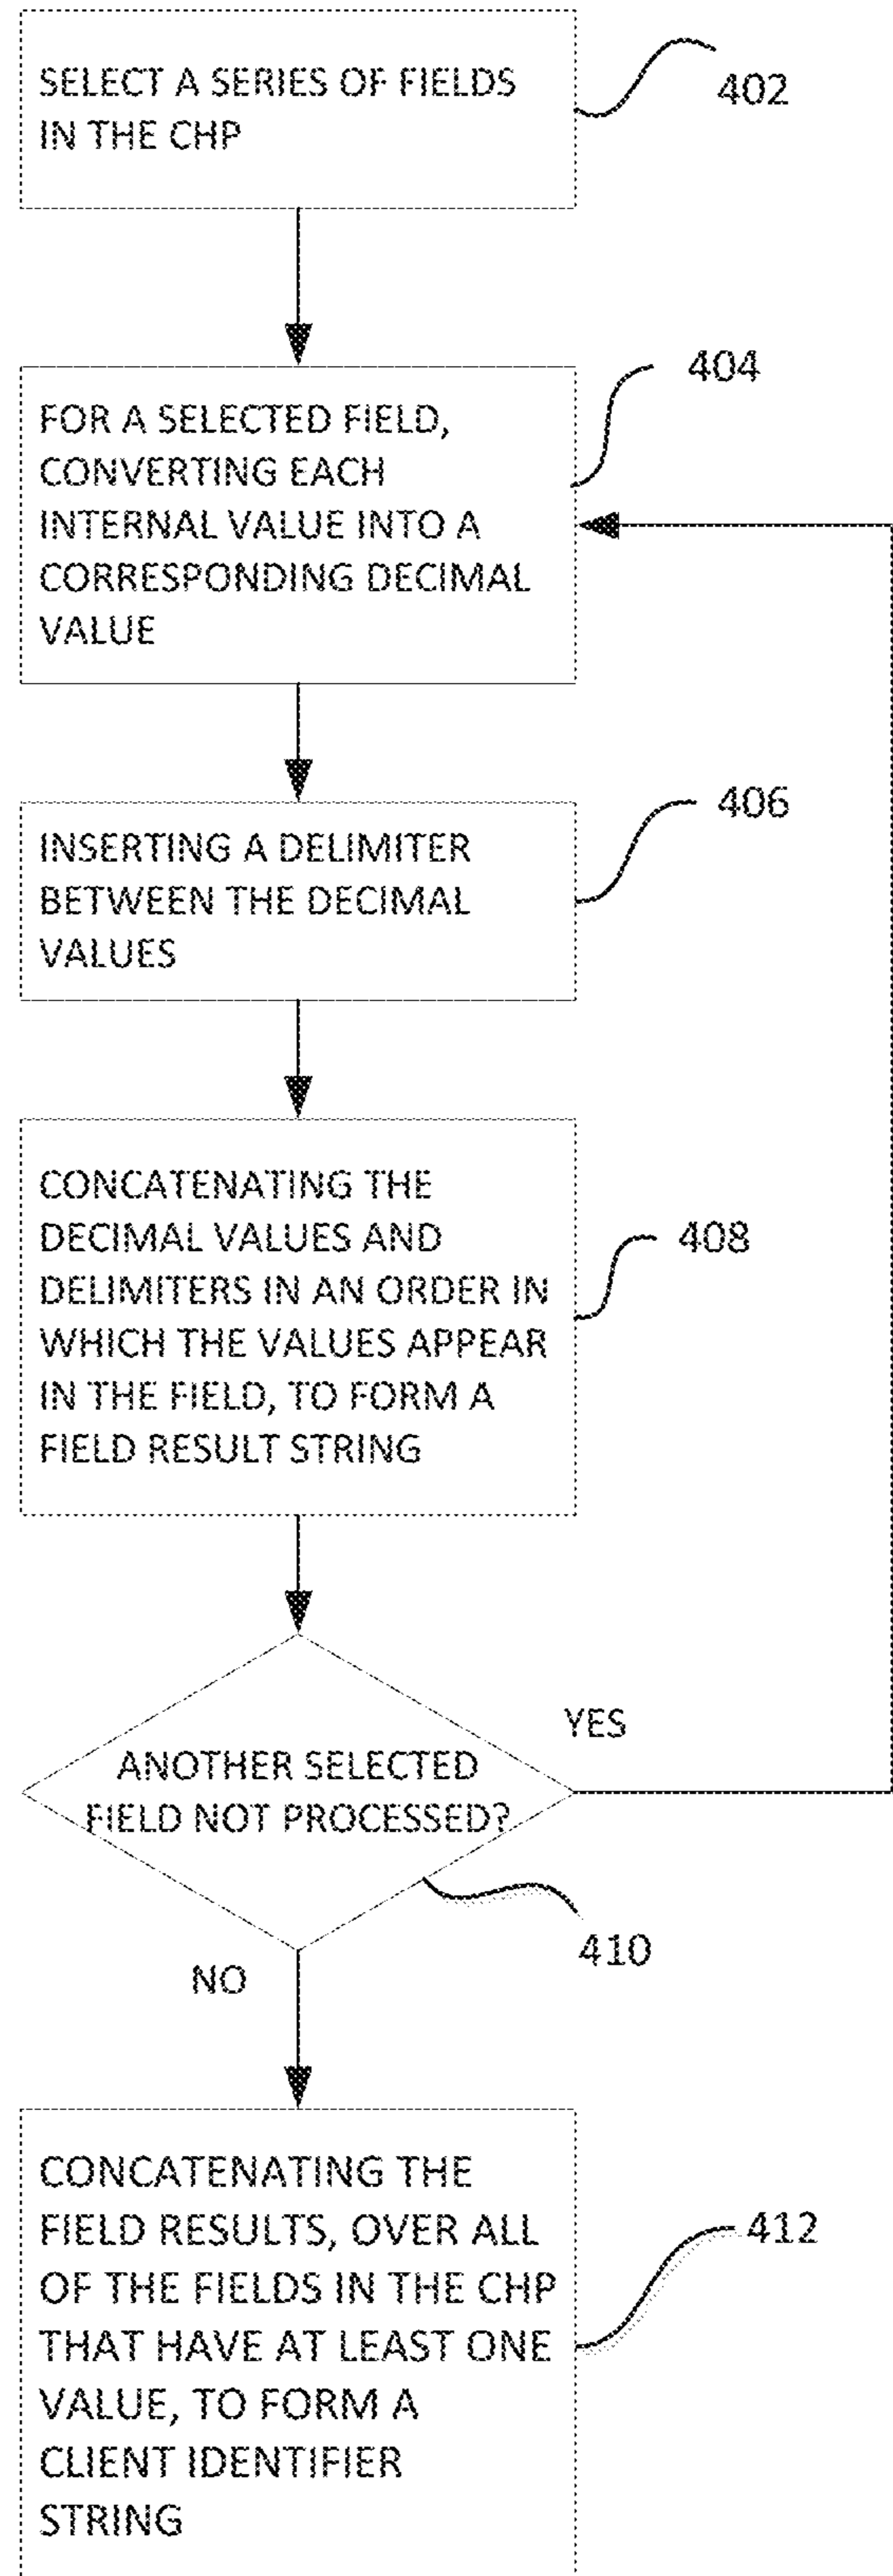 SELECT A SERIES OF FIELDS
IN THE CHP
402
404
FOR A SELECTED FIELD,
CONVERTING EACH
INTERNAL VALUE INTO A
CORRESPONDING DECIMAL
VALUE
406
INSERTING A DELIMITER
BETWEEN THE DECIMAL
VALUES
CONCATENATING THE
DECIMAL VALUES AND
DELIMITERS IN AN ORDER IN
WHICH THE VALUES APPEAR
IN THE FIELD, TO FORM A
FIELD RESULT STRING
408
YES
ANOTHER SELECTED
FIELD NOT PROCESSED?
410
NO
CONCATENATING THE
FIELD RESULTS, OVER ALL
OF THE FIELDS IN THE CHP
THAT HAVE AT LEAST ONE
VALUE, TO FORM A
CLIENT IDENTIFIER
STRING
412